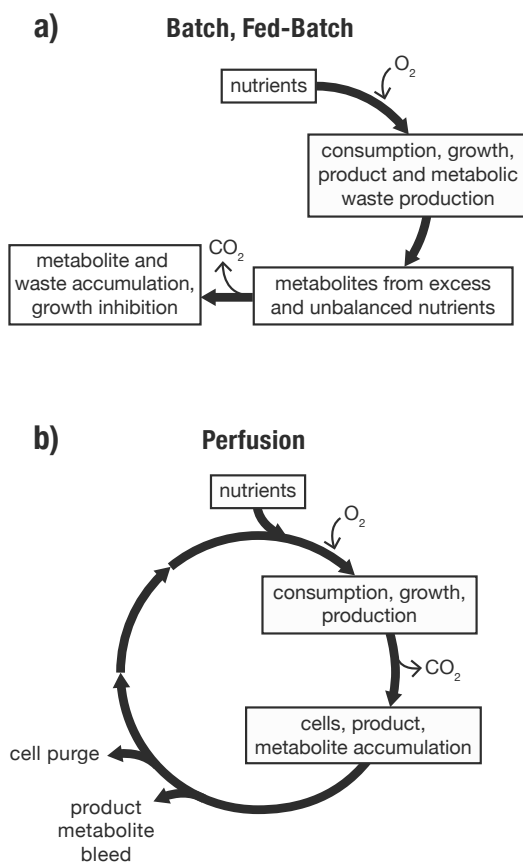 a)
Batch, Fed-Batch
O2
nutrients
consumption, growth,
product and metabolic
waste production
CO2
metabolite and
waste accumulation,
growth inhibition
metabolites from excess
and unbalanced nutrients
b)
Perfusion
nutrients
O2
consumption, growth,
production
CO2
cells, product,
metabolite accumulation
cell purge
product
metabolite
bleed